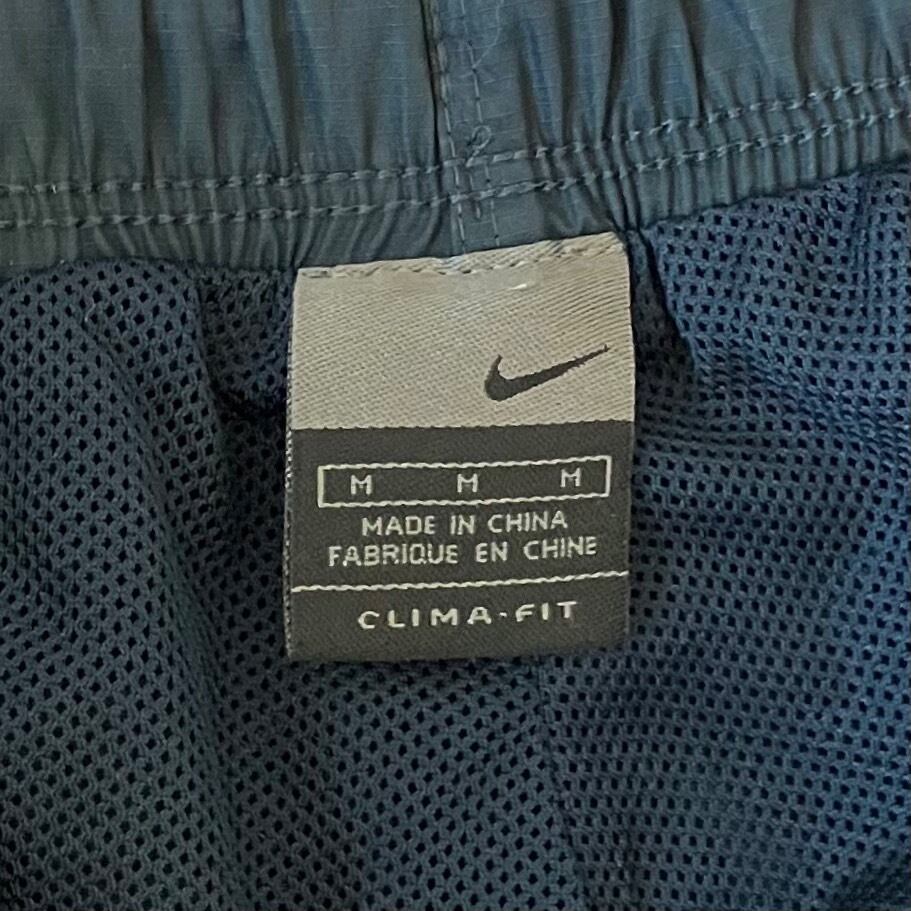 M M M
MADE IN CHINA
FABRIQUE EN CHINE
CLIMA-FIT